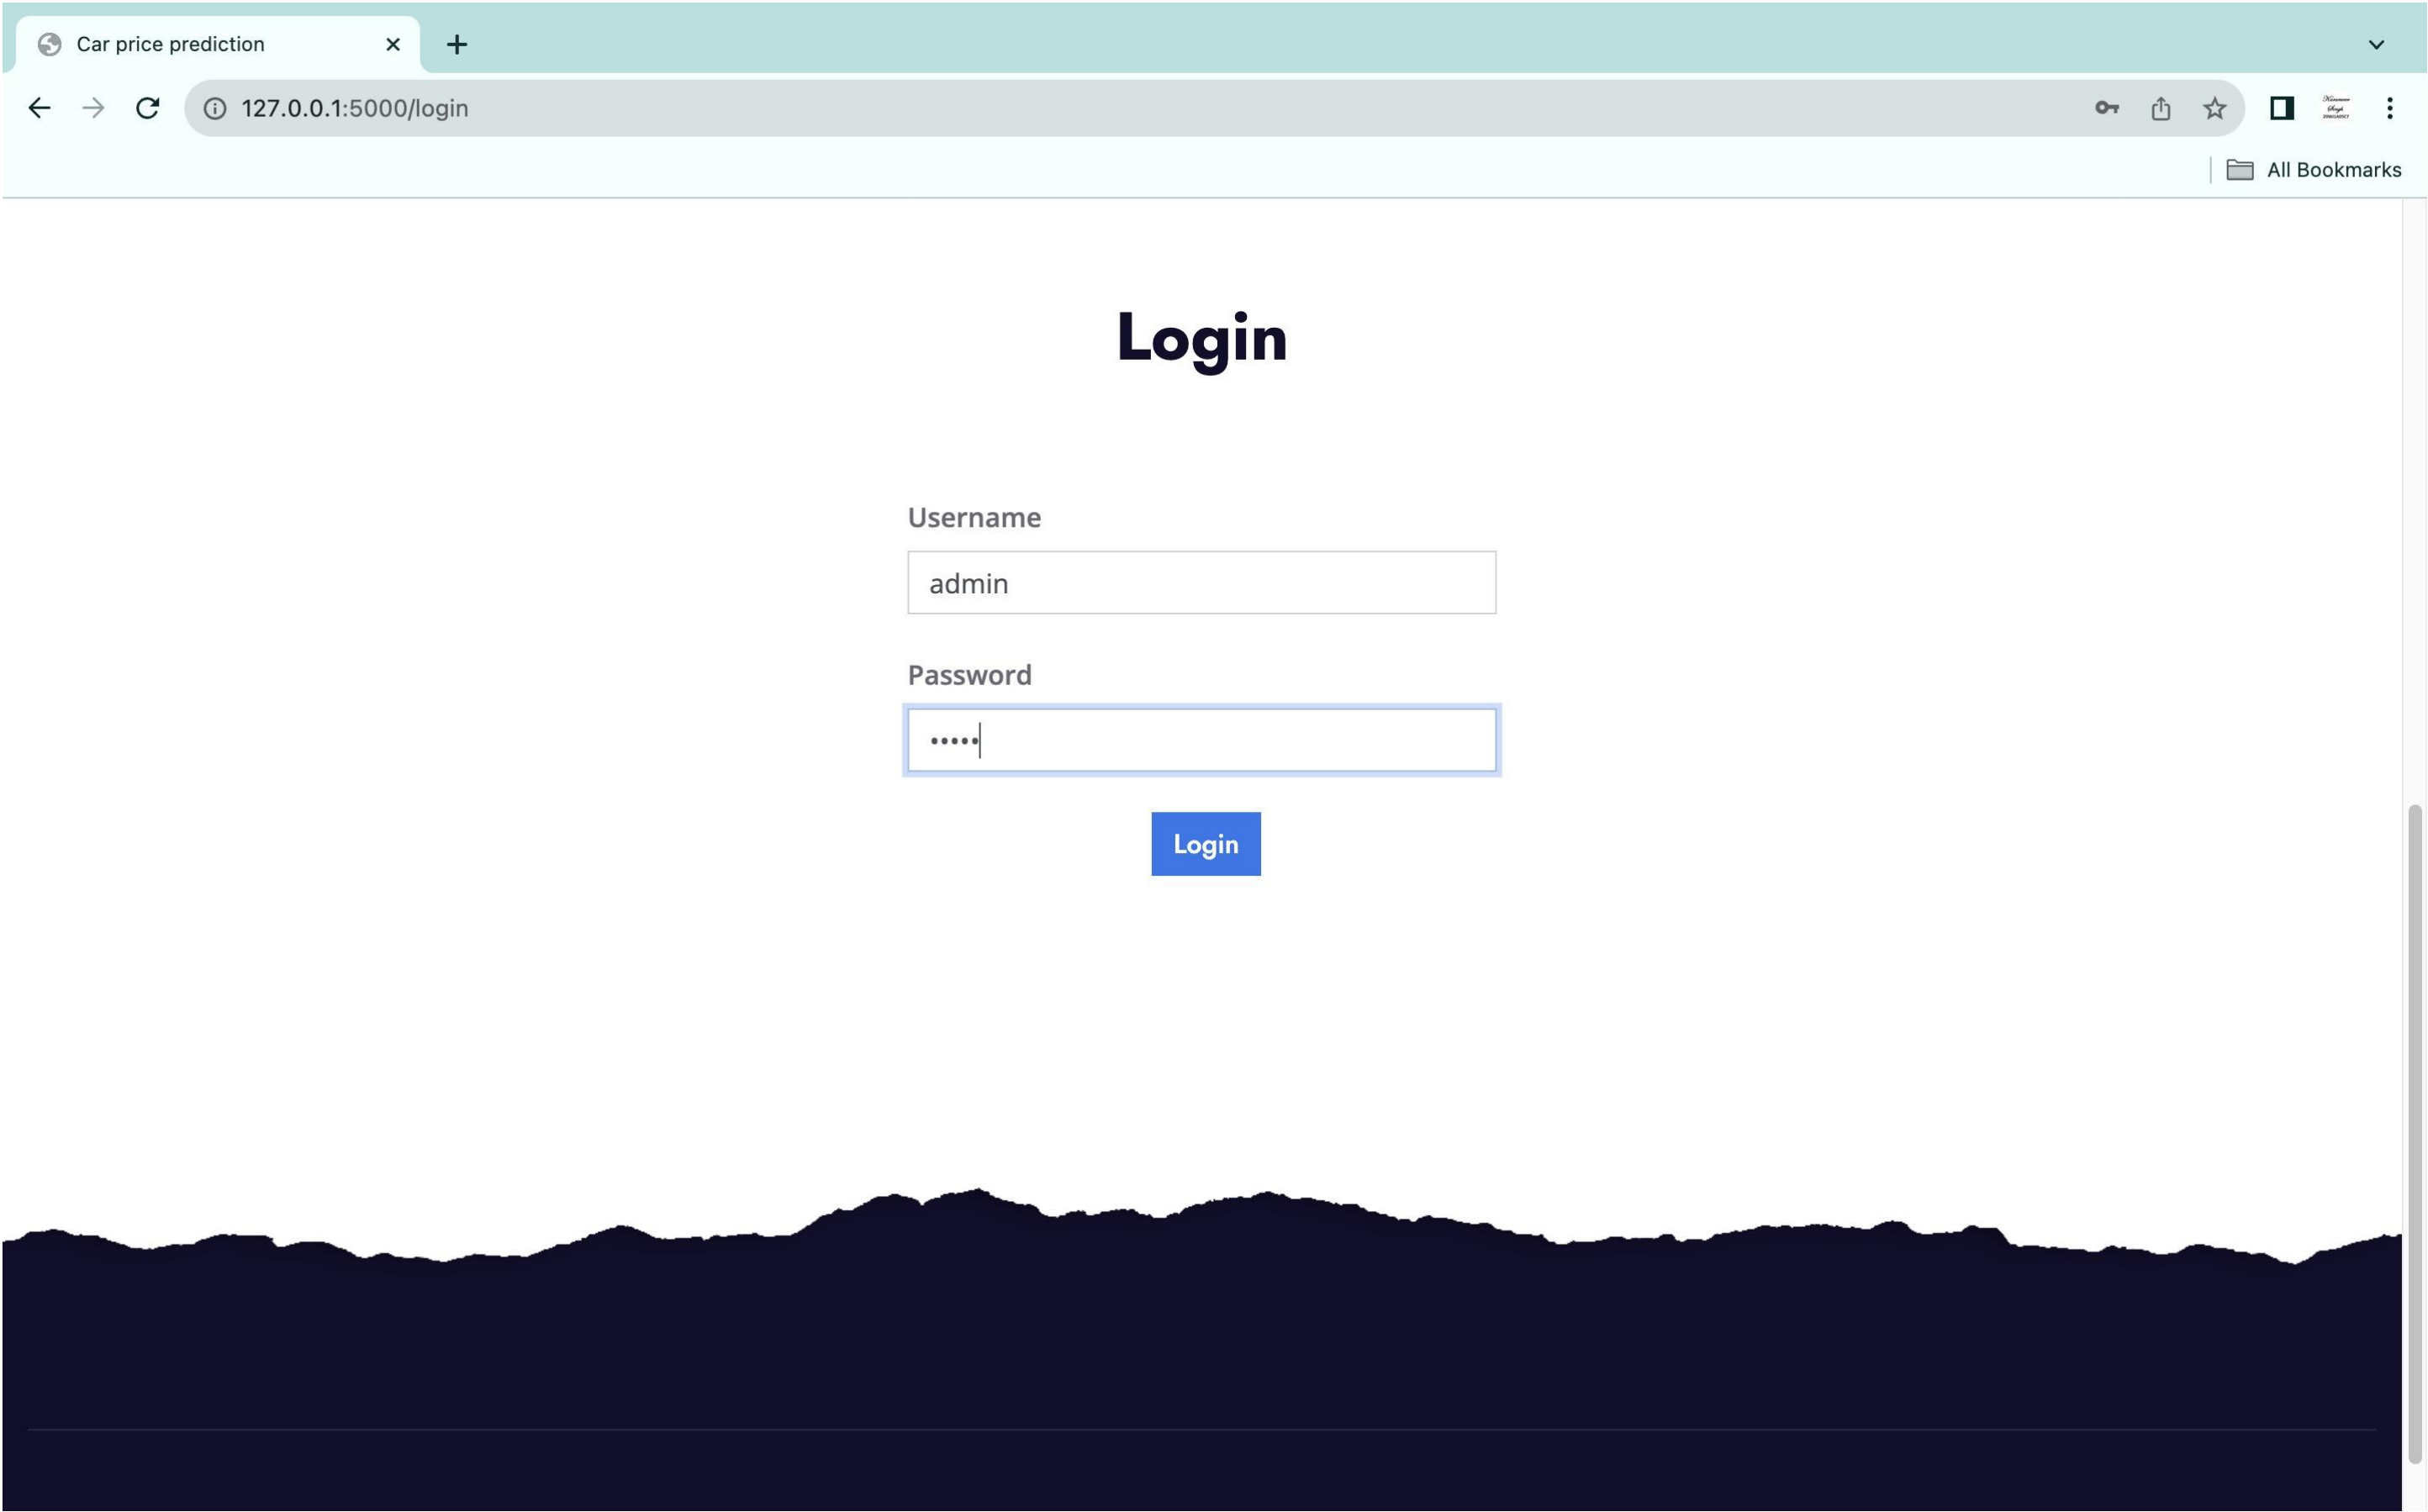 Car price prediction
127.0.0.1:5000/login
All Bookmarks
Login
Username
admin
Password
•••••
Login